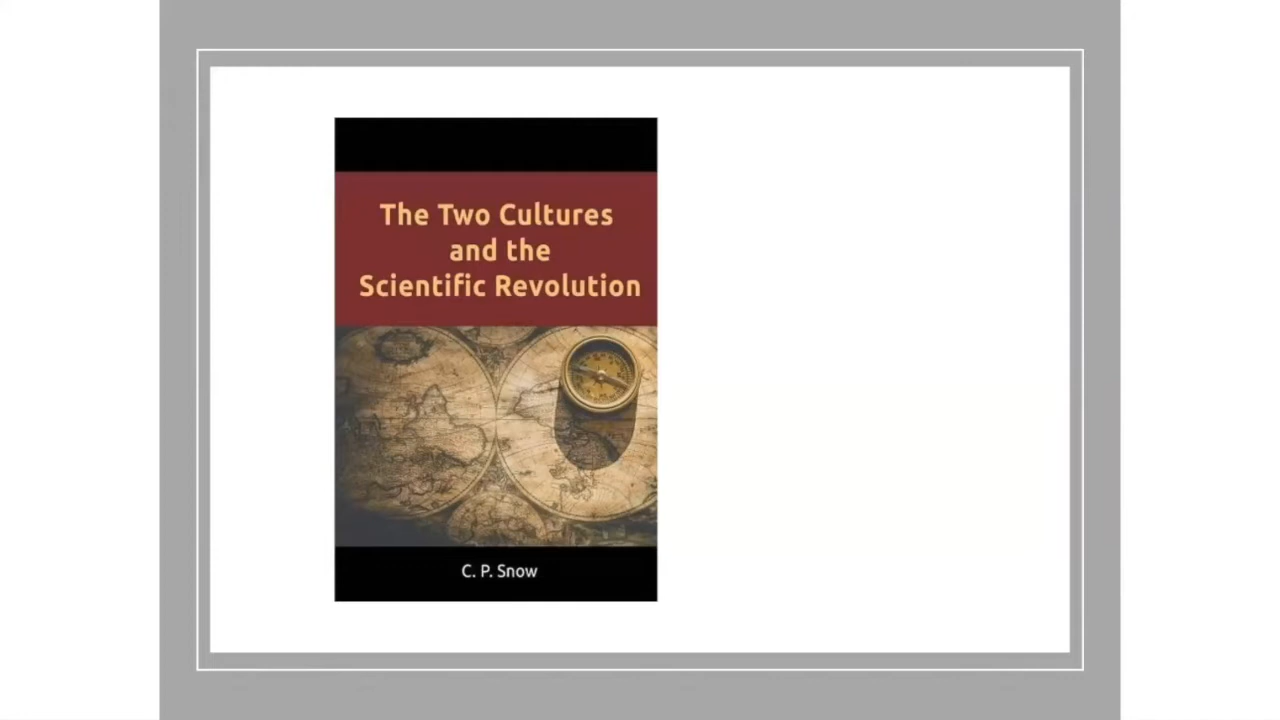 The Two Cultures
and the
Scientific Revolution
C. P. Snow